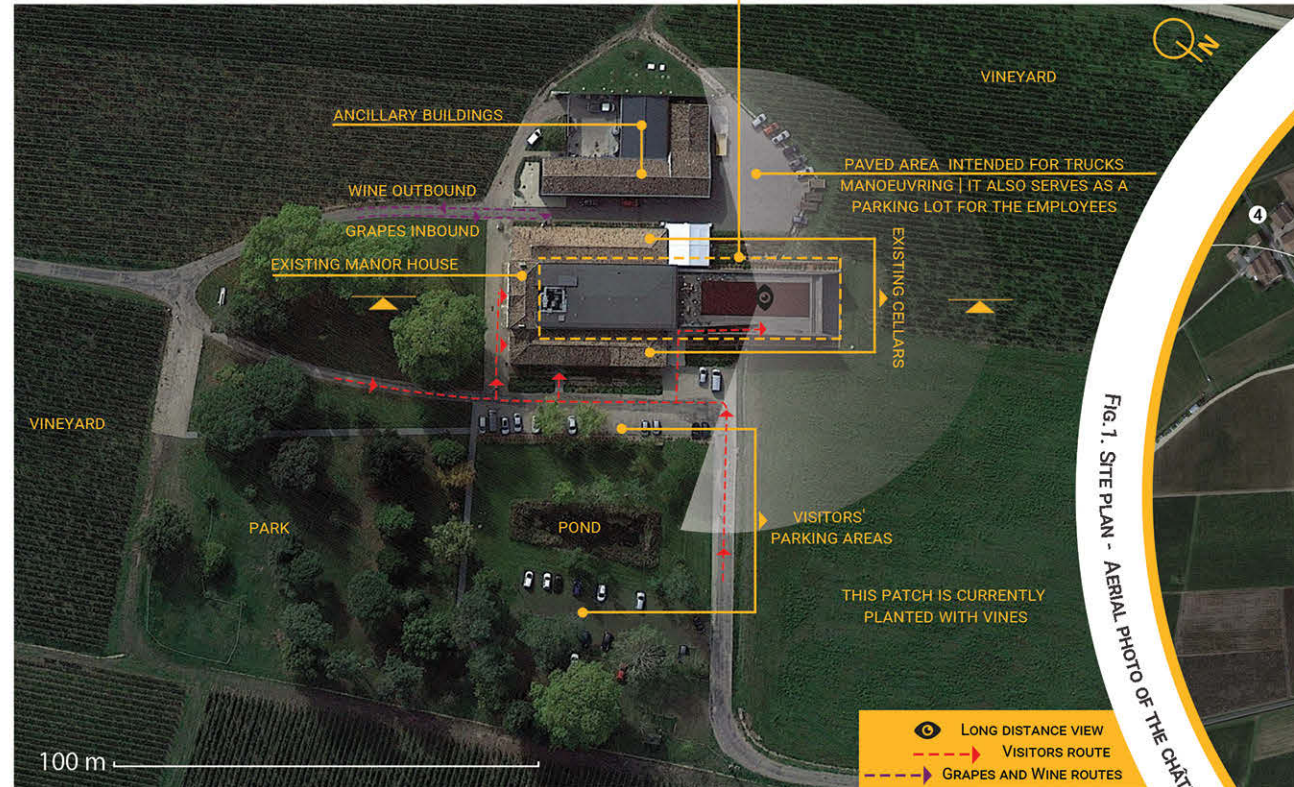 N
VINEYARD
ANCILLARY BUILDINGS
PAVED AREA INTENDED FOR TRUCKS
MANOEUVRING | IT ALSO SERVES AS A
PARKING LOT FOR THE EMPLOYEES
WINE OUTBOUND
GRAPES INBOUND
EXISTING MANOR HOUSE
EXISTING CELLARS
4
VINEYARD
PARK
POND
VISITORS'
PARKING AREAS
THIS PATCH IS CURRENTLY
PLANTED WITH VINES
100 m
LONG DISTANCE VIEW
VISITORS ROUTE
GRAPES AND WINE ROUTES
FIG.1. SITE PLAN - AERIAL PHOTO OF THE CHÂT